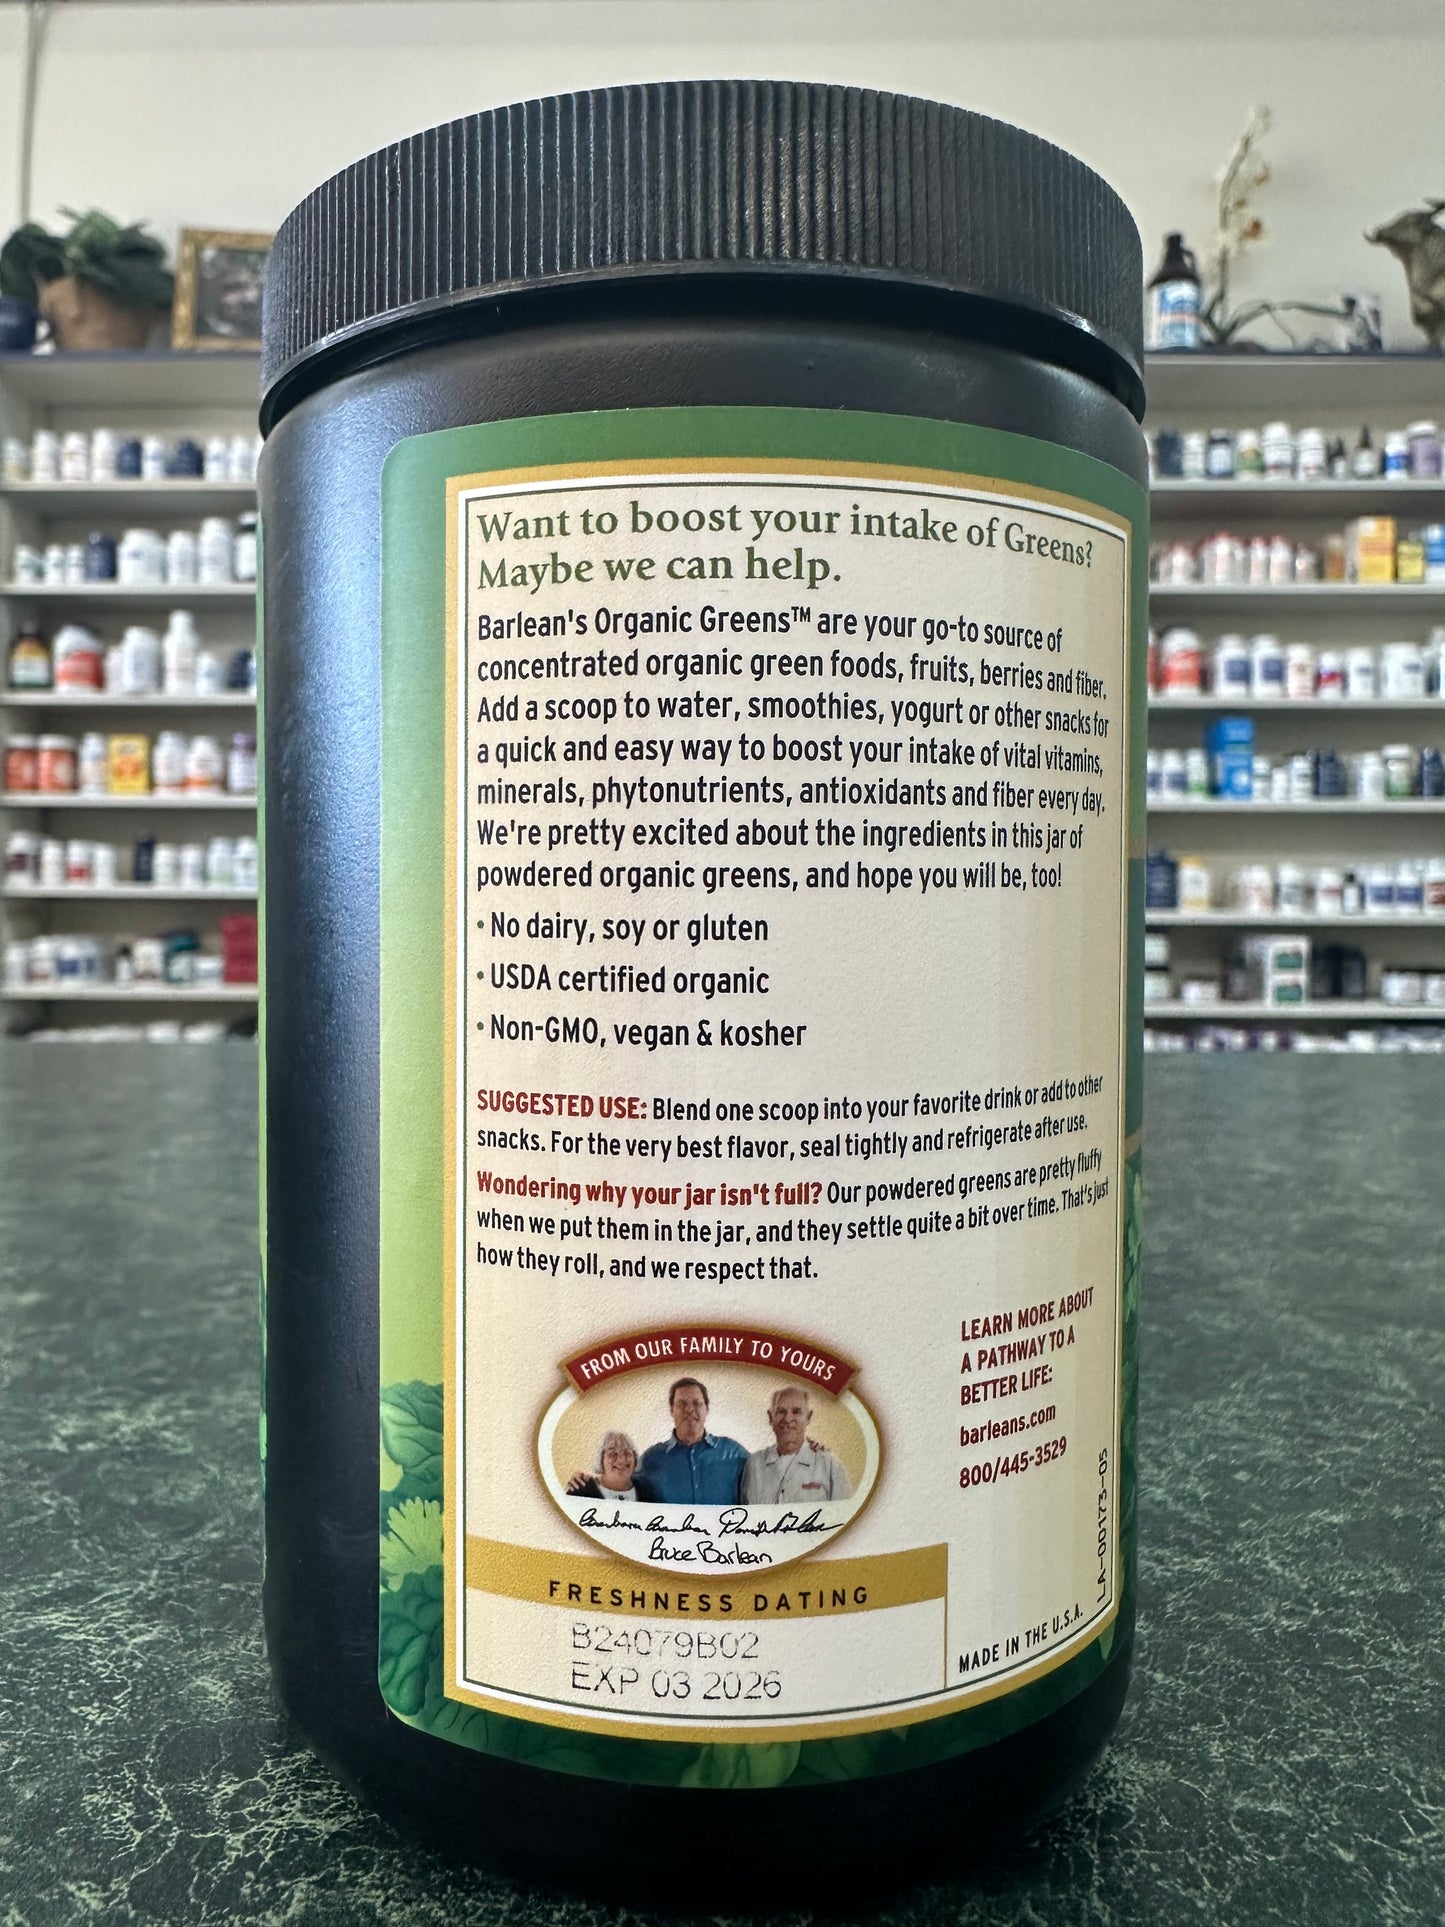 Want to boost your intake of Greens?
Maybe we can help.
Barlean's Organic Greens™ are your go-to source of
concentrated organic green foods, fruits, berries and fiber.
Add a scoop to water, smoothies, yogurt or other snacks for
a quick and easy way to boost your intake of vital vitamins,
minerals, phytonutrients, antioxidants and fiber every day.
We're pretty excited about the ingredients in this jar of
powdered organic greens, and hope you will be, too!
• No dairy, soy or gluten
• USDA certified organic
• Non-GMO, vegan & kosher
SUGGESTED USE: Blend one scoop into your favorite drink or add to other
snacks. For the very best flavor, seal tightly and refrigerate after use.
Wondering why your jar isn't full? Our powdered greens are pretty fluffy
when we put them in the jar, and they settle quite a bit over time. That's just
how they roll, and we respect that.
FROM OUR FAMILY TO YOURS
Bruce Barlean
LEARN MORE ABOUT
A PATHWAY TO A
BETTER LIFE:
barleans.com
800/445-3529
LA-00173-05
FRESHNESS DATING
B24079B02
EXP 03 2026
MADE IN THE U.S.A.